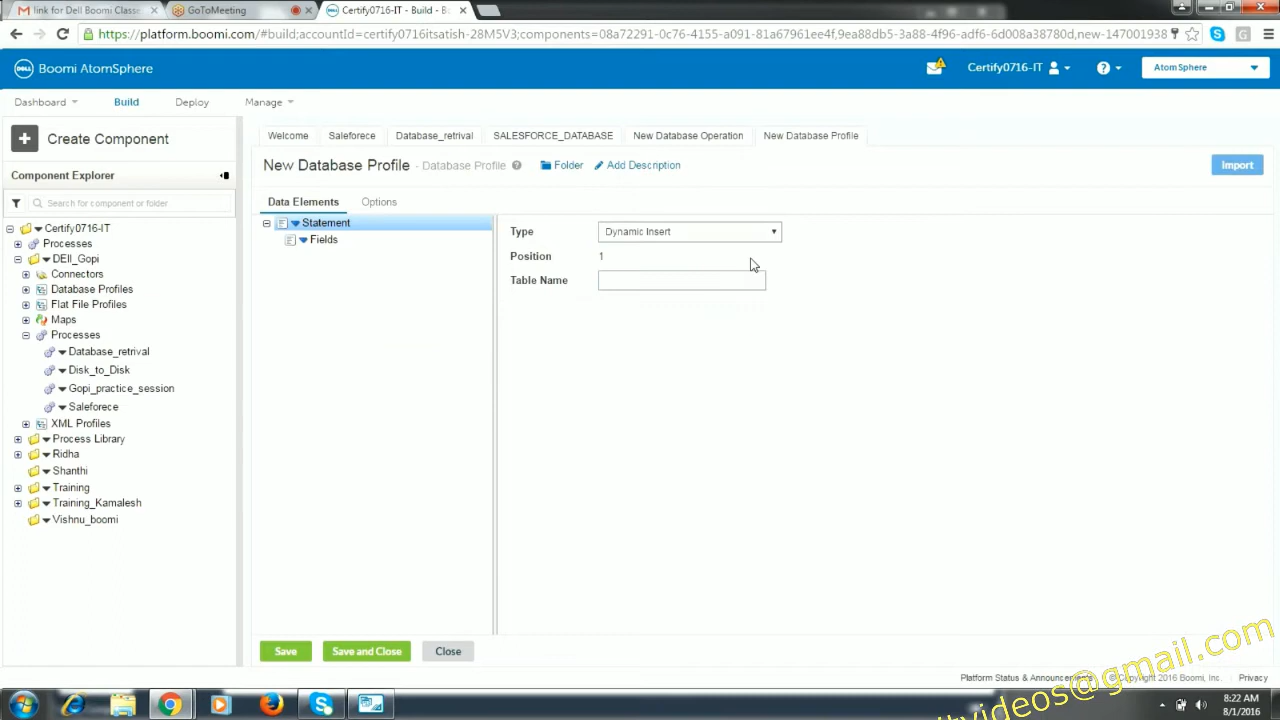 link for Dell Boomi Classe
GoToMeeting
Certify0716-IT - Build - Bo
https://platform.boomi.com/#build;accountId=certify0716itsatish-28M5V3;components=08a72291-0c76-4155-a091-81a67961ee4f,9ea88db5-3a88-4f96-adf6-6d008a38780d,new-147001938
DELL Boomi AtomSphere
Certify0716-IT
?
AtomSphere
Dashboard
Build
Deploy
Manage
Create Component
Component Explorer
Search for component or folder
Certify0716-IT
Processes
DEll_Gopi
Connectors
Database Profiles
Flat File Profiles
Maps
Processes
Database_retrival
Disk_to_Disk
Gopi_practice_session
Saleforece
XML Profiles
Process Library
Ridha
Shanthi
Training
Training_Kamalesh
Vishnu_boomi
Welcome
Saleforece
Database_retrival
SALESFORCE_DATABASE
New Database Operation
New Database Profile
New Database Profile - Database Profile
Folder
Add Description
Import
Data Elements
Options
Statement
Fields
Type
Dynamic Insert
Position
1
Table Name
Save
Save and Close
Close
Platform Status & Announcements
© Copyright 2016 Boomi, Inc.
Privacy
itvideos@gmail.com
8:22 AM
8/1/2016